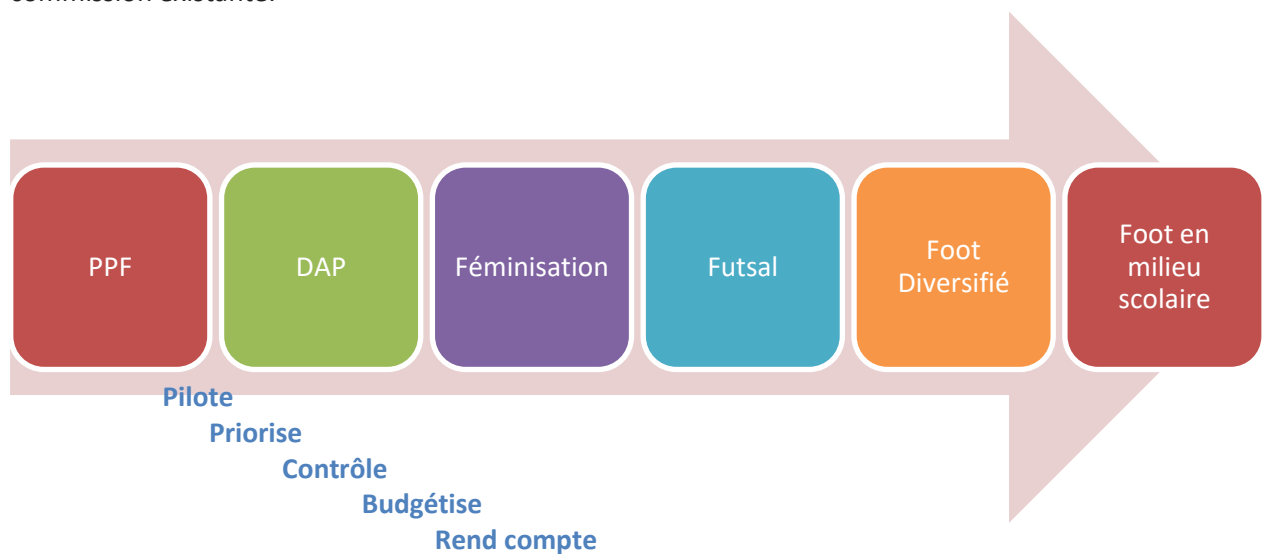 commission existante.
PPF
DAP
Féminisation
Futsal
Foot
Diversifié
Foot en
milieu
scolaire
Pilote
Priorise
Contrôle
Budgétise
Rend compte